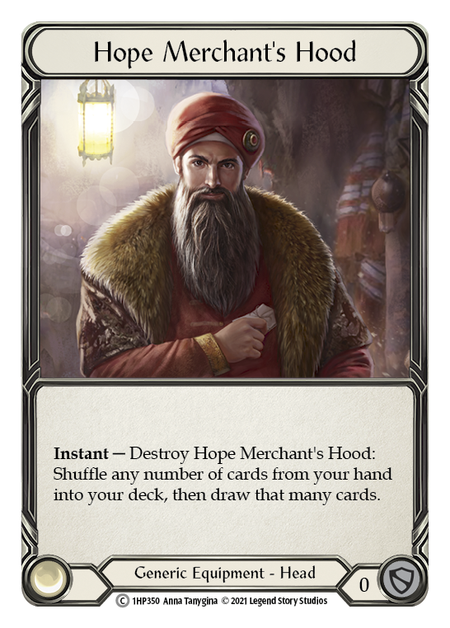 Hope Merchant's Hood
Instant — Destroy Hope Merchant's Hood:
Shuffle any number of cards from your hand
into your deck, then draw that many cards.
Generic Equipment - Head
0
C 1HP350 Anna Tanygina © 2021 Legend Story Studios